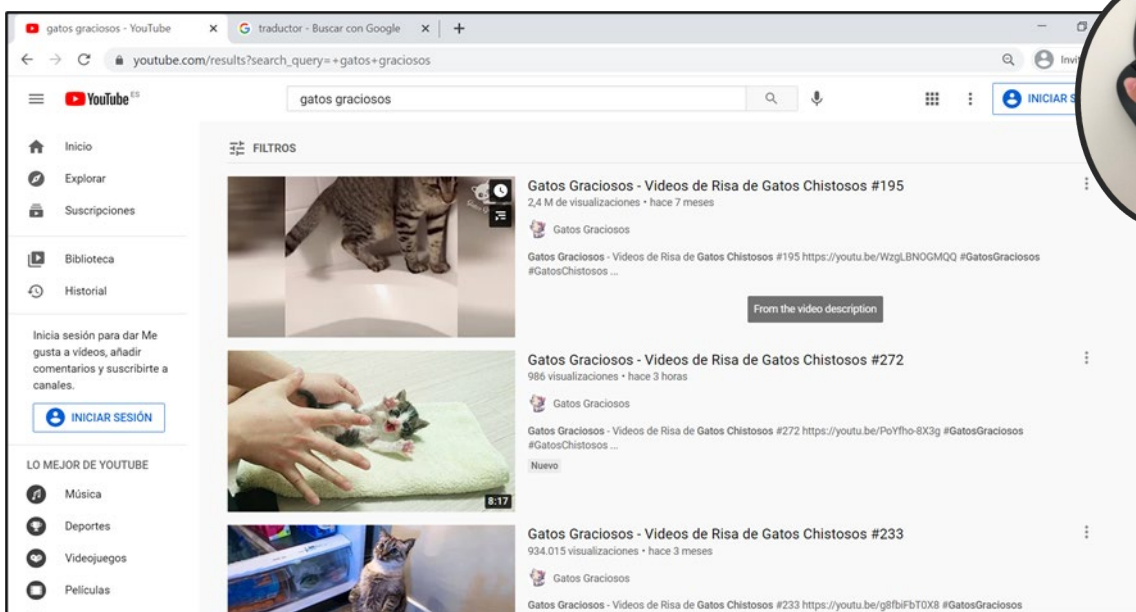 gatos graciosos - YouTube
traductor - Buscar con Google
youtube.com/results?search_query=+gatos+graciosos
YouTube ES
gatos graciosos
INICIAR
Inicio
Explorar
Suscripciones
Biblioteca
Historial
Inicia sesión para dar Me
gusta a vídeos, añadir
comentarios y suscribirte a
canales.
INICIAR SESIÓN
LO MEJOR DE YOUTUBE
Música
Deportes
Videojuegos
Películas
FILTROS
Gatos Graciosos - Videos de Risa de Gatos Chistosos #195
2,4 M de visualizaciones • hace 7 meses
Gatos Graciosos
Gatos Graciosos - Videos de Risa de Gatos Chistosos #195 https://youtu.be/WzgLBNOGMQQ #GatosGraciosos
#GatosChistosos ...
From the video description
Gatos Graciosos - Videos de Risa de Gatos Chistosos #272
986 visualizaciones • hace 3 horas
Gatos Graciosos
Gatos Graciosos - Videos de Risa de Gatos Chistosos #272 https://youtu.be/PoYfho-8X3g #GatosGraciosos
#GatosChistosos ...
Nuevo
8:17
Gatos Graciosos - Videos de Risa de Gatos Chistosos #233
934.015 visualizaciones • hace 3 meses
Gatos Graciosos
Gatos Graciosos - Videos de Risa de Gatos Chistosos #233 https://youtu.be/g8fbiFbT0X8 #GatosGraciosos